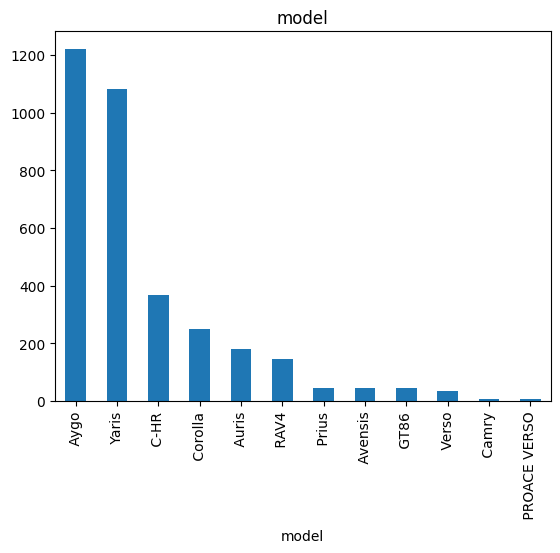 model
1200
1000
800
600
400
200
0
Aygo
Yaris
C-HR
Corolla
Auris
RAV4
Prius
Avensis
GT86
Verso
Camry
PROACE VERSO
model